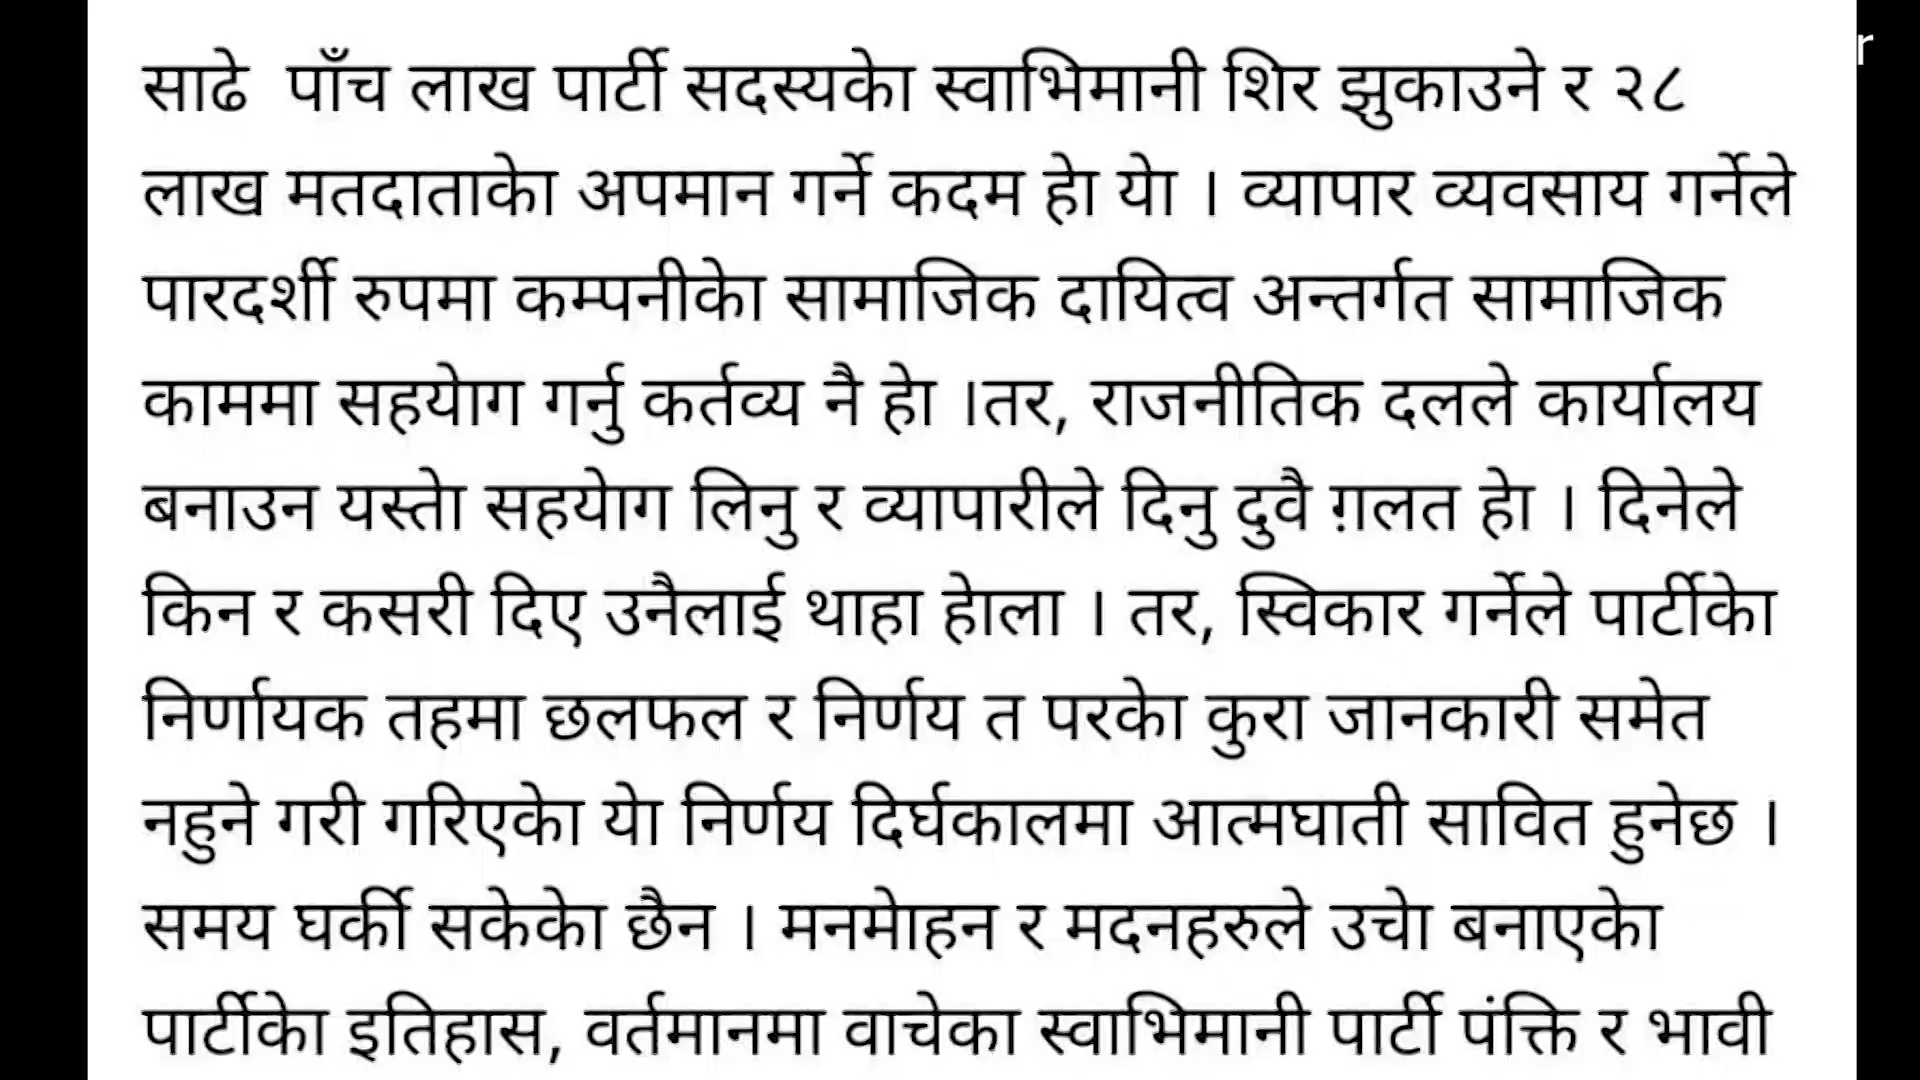 साढे  पाँच लाख पार्टी सदस्यको स्वाभिमानी शिर झुकाउने र २८
लाख मतदाताको अपमान गर्ने कदम हो यो । व्यापार व्यवसाय गर्नेले
पारदर्शी रुपमा कम्पनीको सामाजिक दायित्व अन्तर्गत सामाजिक
काममा सहयोग गर्नु कर्तव्य नै हो ।तर, राजनीतिक दलले कार्यालय
बनाउन यस्तो सहयोग लिनु र व्यापारीले दिनु दुवै ग़लत हो । दिनेले
किन र कसरी दिए उनैलाई थाहा होला । तर, स्विकार गर्नेले पार्टीको
निर्णायक तहमा छलफल र निर्णय त परको कुरा जानकारी समेत
नहुने गरी गरिएको यो निर्णय दिर्घकालमा आत्मघाती सावित हुनेछ ।
समय घर्की सकेको छैन । मनमोहन र मदनहरुले उचो बनाएको
पार्टीको इतिहास, वर्तमानमा वाचेका स्वाभिमानी पार्टी पंक्ति र भावी
r